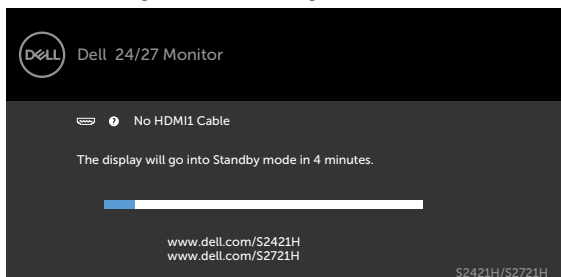 DELL
Dell 24/27 Monitor
? No HDMI1 Cable
The display will go into Standby mode in 4 minutes.
www.dell.com/S2421H
www.dell.com/S2721H
S2421H/S2721H